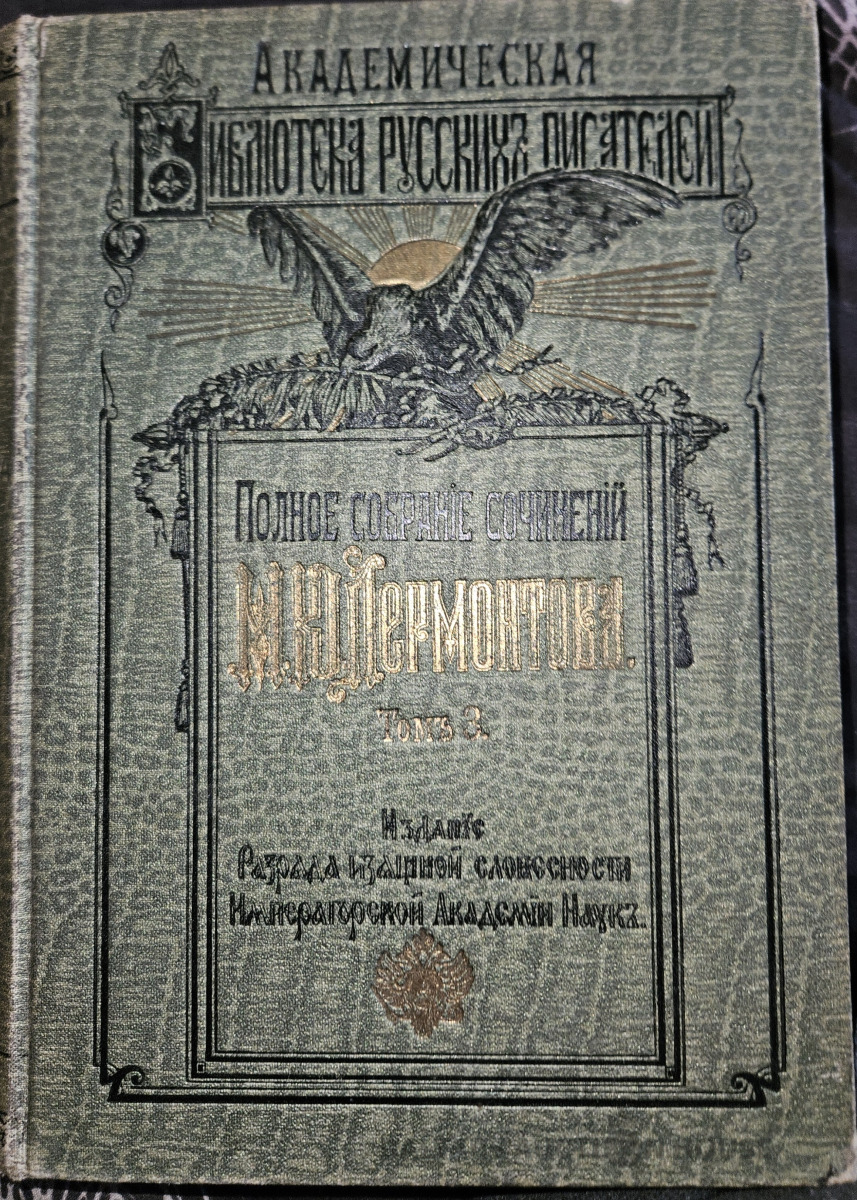 Академическая
Библіотека русскихъ писателей
Полное собраніе сочиненій
М. Ю. Лермонтова.
Томъ 3.
Изданіе
Разряда изящной словесности
Императорской Академіи Наукъ.